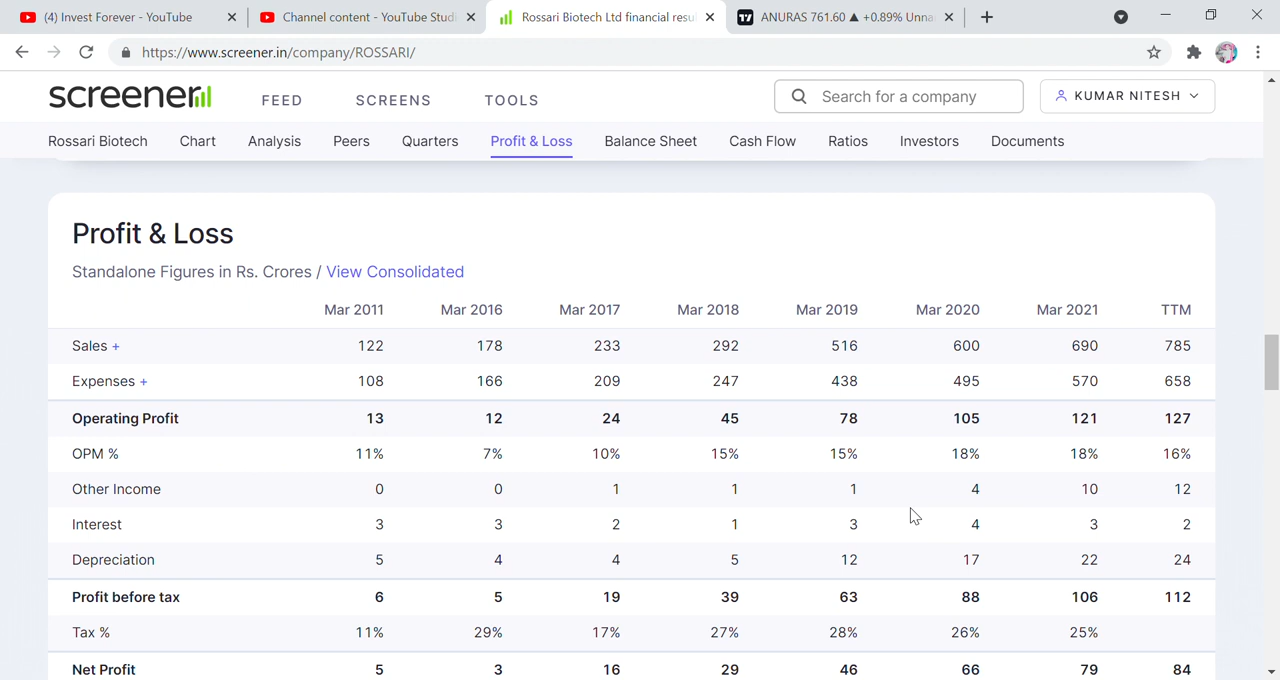 (4) Invest Forever - YouTube
Channel content - YouTube Studi
Rossari Biotech Ltd financial resul
ANURAS 761.60 ▲ +0.89% Unna
https://www.screener.in/company/ROSSARI/
screener
FEED SCREENS TOOLS
Search for a company
KUMAR NITESH
Rossari Biotech Chart Analysis Peers Quarters Profit & Loss Balance Sheet Cash Flow Ratios Investors Documents
Profit & Loss
Standalone Figures in Rs. Crores / View Consolidated
Mar 2011 Mar 2016 Mar 2017 Mar 2018 Mar 2019 Mar 2020 Mar 2021 TTM
Sales + 122 178 233 292 516 600 690 785
Expenses + 108 166 209 247 438 495 570 658
Operating Profit 13 12 24 45 78 105 121 127
OPM % 11% 7% 10% 15% 15% 18% 18% 16%
Other Income 0 0 1 1 1 4 10 12
Interest 3 3 2 1 3 4 3 2
Depreciation 5 4 4 5 12 17 22 24
Profit before tax 6 5 19 39 63 88 106 112
Tax % 11% 29% 17% 27% 28% 26% 25%
Net Profit 5 3 16 29 46 66 79 84